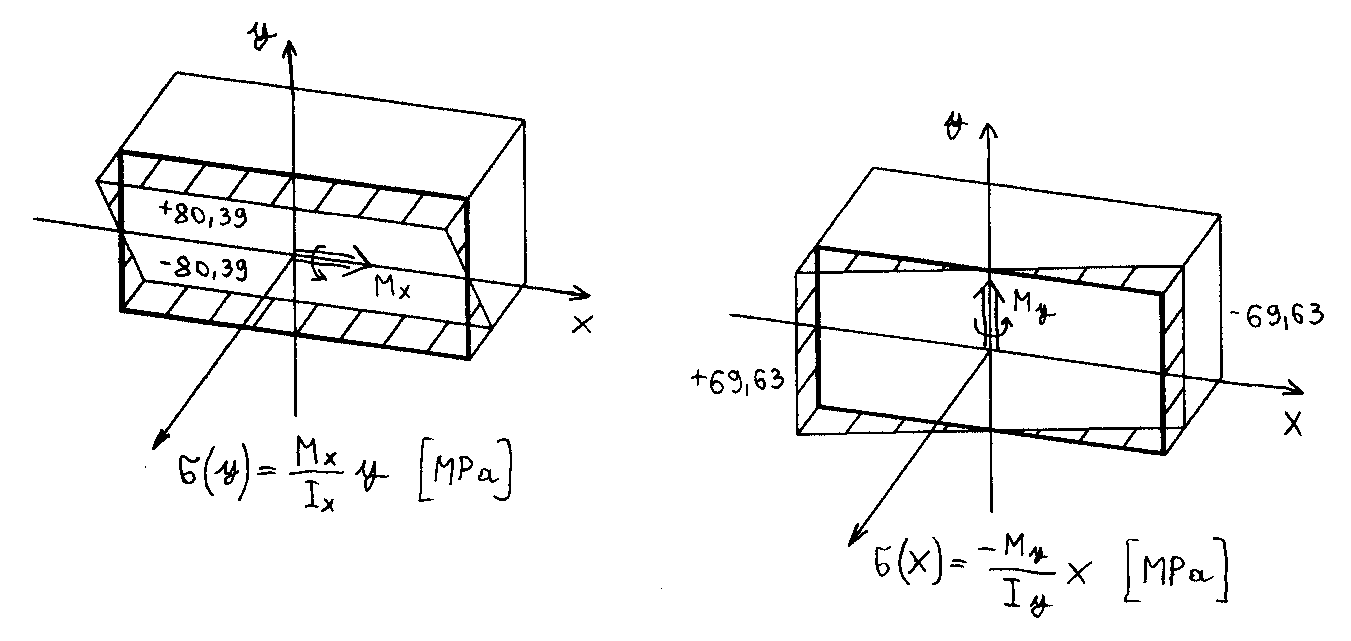 y
+80,39
-80,39
Mx
x
σ(y) = Mx/Ix y [MPa]
y
My
-69,63
+69,63
x
σ(x) = -My/Iy x [MPa]